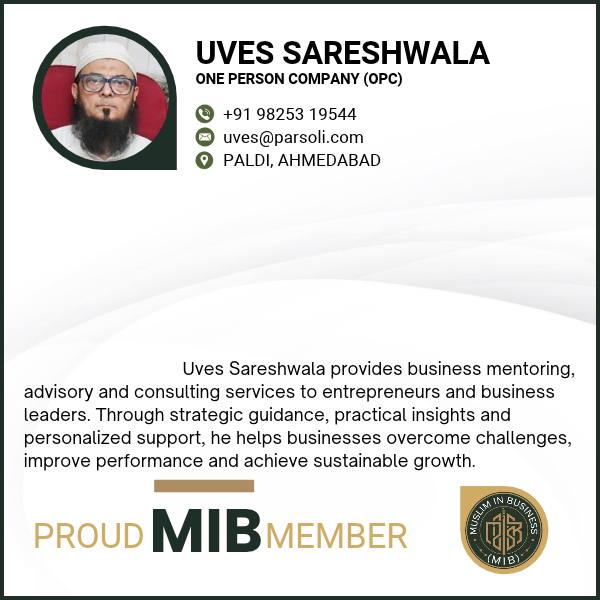 UVES SARESHWALA
ONE PERSON COMPANY (OPC)
+91 98253 19544
uves@parsoli.com
PALDI, AHMEDABAD
Uves Sareshwala provides business mentoring,
advisory and consulting services to entrepreneurs and business
leaders. Through strategic guidance, practical insights and
personalized support, he helps businesses overcome challenges,
improve performance and achieve sustainable growth.
PROUD MIB MEMBER
MUSLIM IN BUSINESS
(MIB)